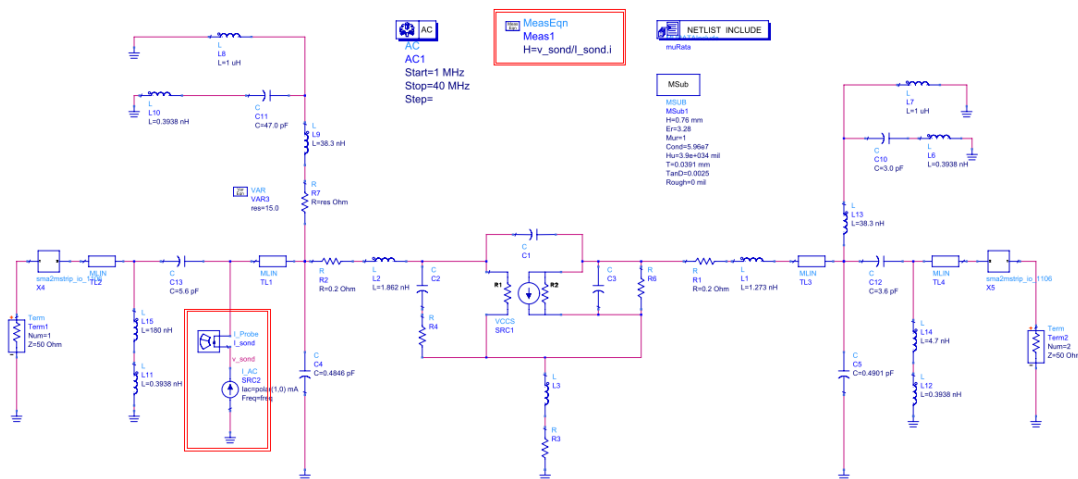 L
L8
L=1 uH
L
L10
L=0.3938 nH
C
C11
C=47.0 pF
L
L9
L=38.3 nH
R
R7
R=res Ohm
VAR
VAR3
res=15.0
AC
AC
AC1
Start=1 MHz
Stop=40 MHz
Step=
Meas
Eqn
MeasEqn
Meas1
H=v_sond/I_sond.i
NETLIST INCLUDE
muRata
MSub
MSUB
MSub1
H=0.76 mm
Er=3.28
Mur=1
Cond=5.96e7
Hu=3.9e+034 mil
T=0.0391 mm
TanD=0.0025
Rough=0 mil
L
L7
L=1 uH
C
C10
C=3.0 pF
L
L6
L=0.3938 nH
L
L13
L=38.3 nH
X4
MLIN
TL2
C
C13
C=5.6 pF
MLIN
TL1
R
R2
R=0.2 Ohm
L
L2
L=1.862 nH
C
C2
R
R4
C
C1
R1
R2
VCCS
SRC1
C
C3
R
R6
R
R1
R=0.2 Ohm
L
L1
L=1.273 nH
MLIN
TL3
C
C12
C=3.6 pF
MLIN
TL4
sma2mstrip_io_1106
X5
Term
Term1
Num=1
Z=50 Ohm
L
L15
L=180 nH
L
L11
L=0.3938 nH
I_Probe
I_sond
v_sond
I_AC
SRC2
Iac=polar(1,0) mA
Freq=freq
C
C4
C=0.4846 pF
L
L3
R
R3
C
C5
C=0.4901 pF
L
L14
L=4.7 nH
L
L12
L=0.3938 nH
Term
Term2
Num=2
Z=50 Ohm